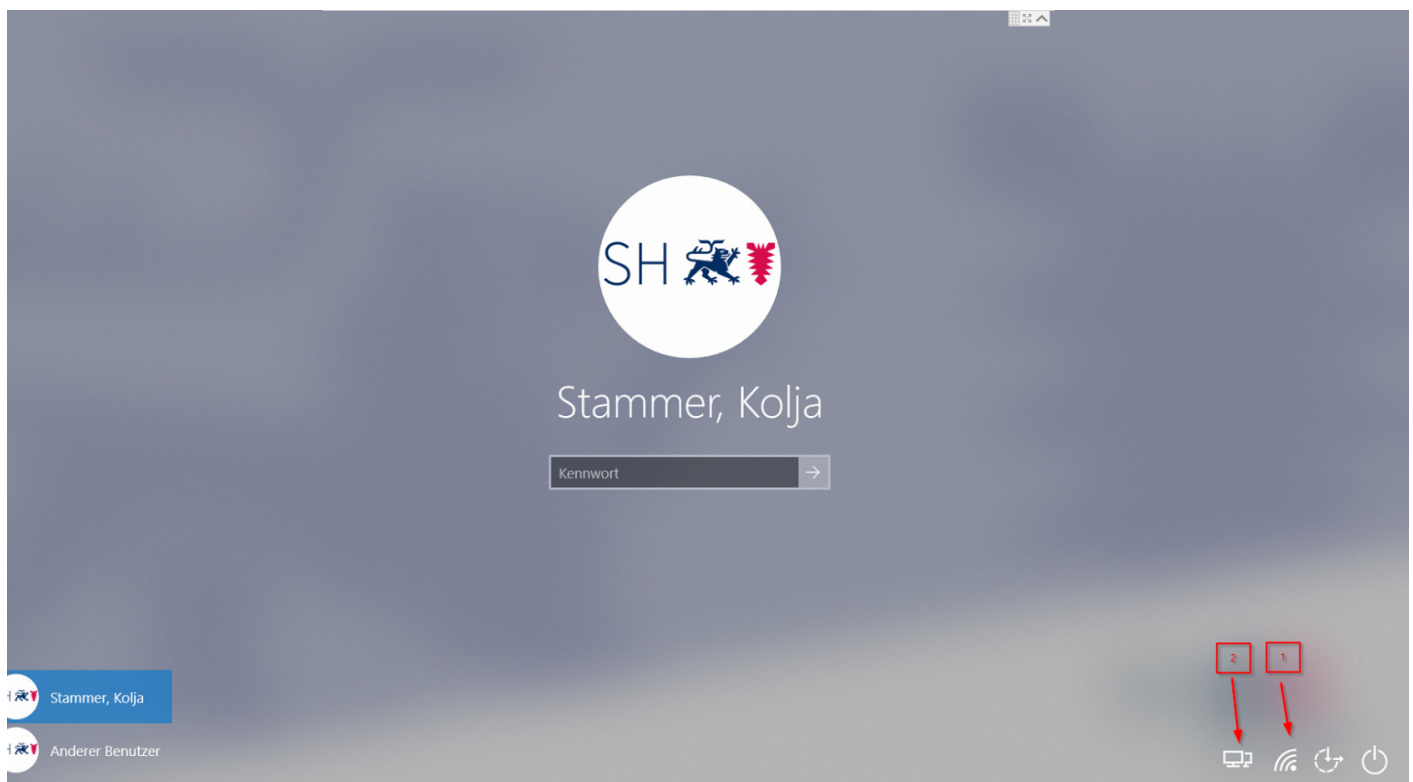 SH
Stammer, Kolja
Kennwort
2
1
Stammer, Kolja
Anderer Benutzer